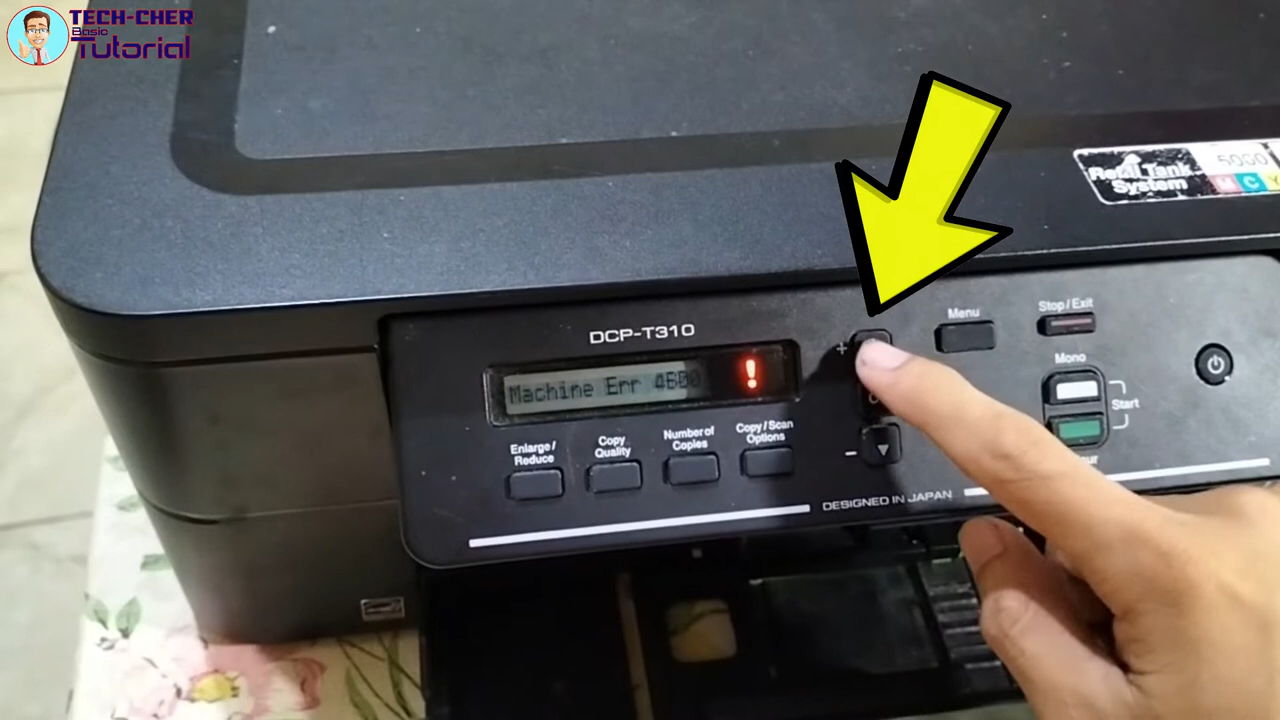 TECH-CHER
Basic
Tutorial
Refill Tank
System
5000
M C Y
DCP-T310
Machine Err
+
Menu
Stop/Exit
Mono
Start
Enlarge/
Reduce
Copy
Quality
Number of
Copies
Copy/Scan
Options
-
DESIGNED IN JAPAN